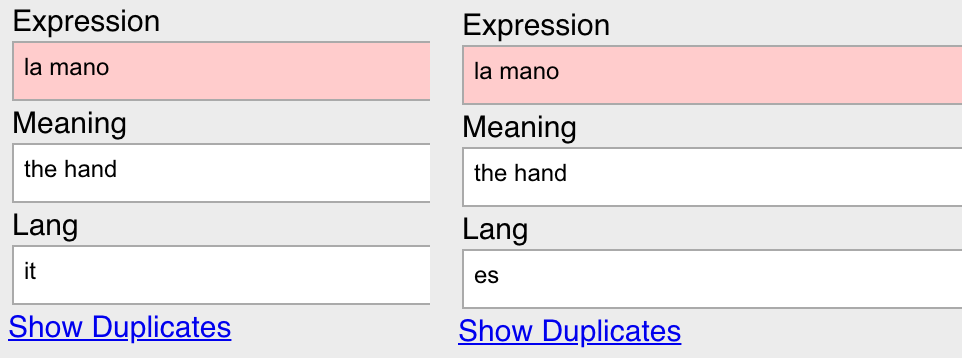 Expression
la mano
Meaning
the hand
Lang
it
Show Duplicates
Expression
la mano
Meaning
the hand
Lang
es
Show Duplicates